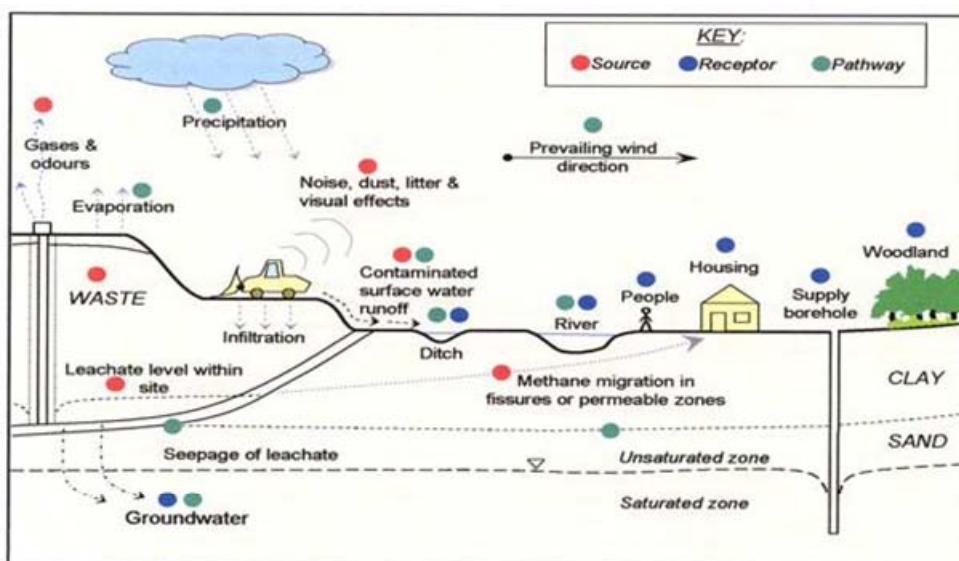 KEY:
Source Receptor Pathway
Precipitation
Gases &
odours
Prevailing wind
direction
Noise, dust, litter &
visual effects
Evaporation
Woodland
Housing
WASTE
Contaminated
surface water
runoff
People
Supply
borehole
River
Infiltration
Ditch
Leachate level within
site
Methane migration in
fissures or permeable zones
CLAY
SAND
Seepage of leachate
Unsaturated zone
Saturated zone
Groundwater